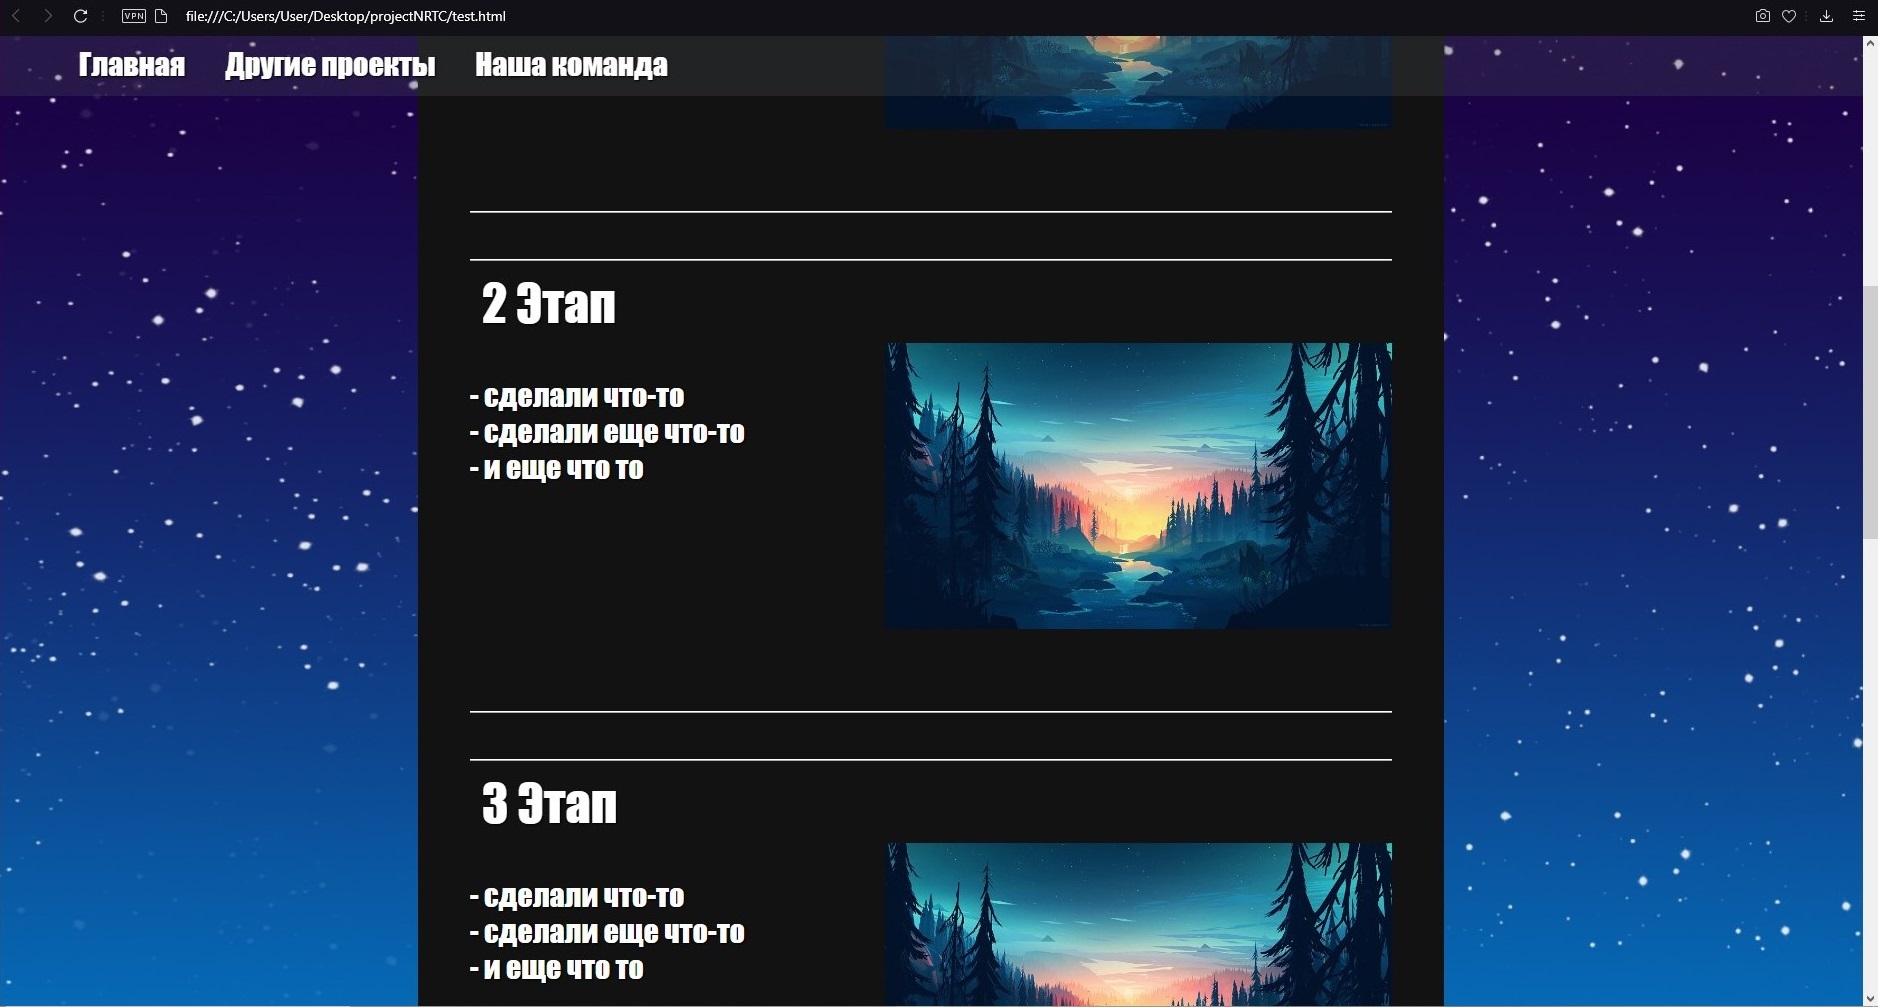 VPN file:///C:/Users/User/Desktop/projectNRTC/test.html
Главная Другие проекты Наша команда
2 Этап
- сделали что-то
- сделали еще что-то
- и еще что то
3 Этап
- сделали что-то
- сделали еще что-то
- и еще что то